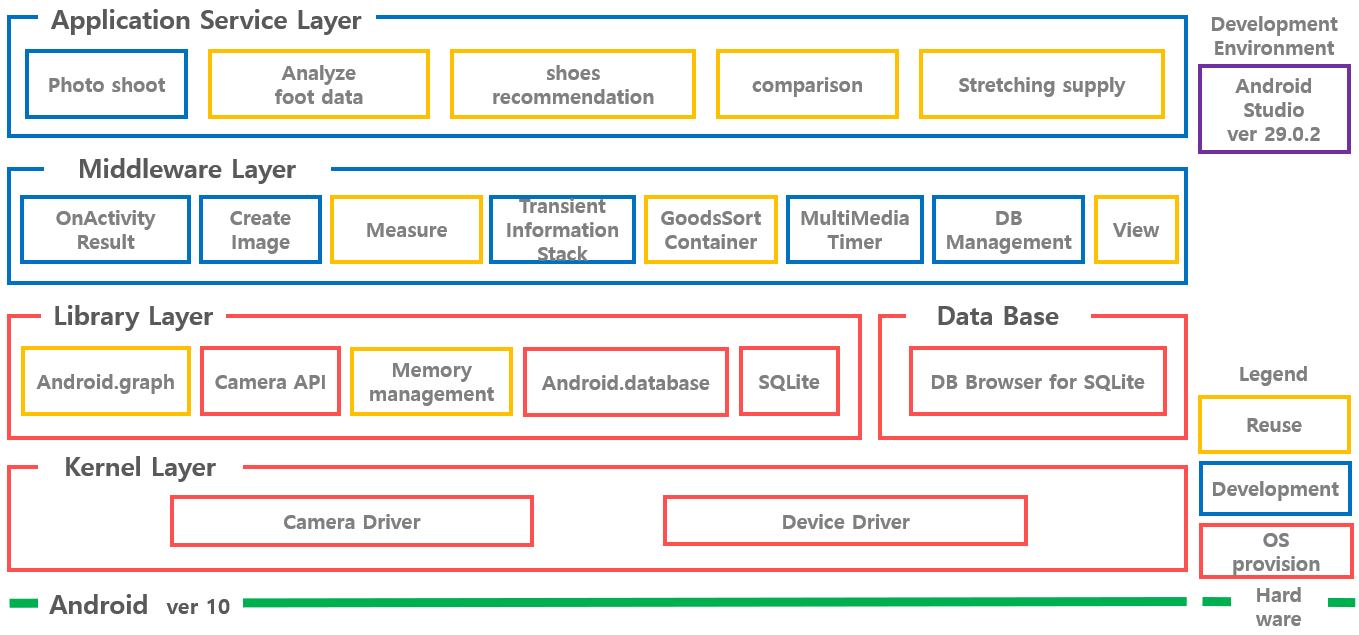 Application Service Layer
Photo shoot
Analyze
foot data
shoes
recommendation
comparison
Stretching supply
Development
Environment
Android
Studio
ver 29.0.2
Middleware Layer
OnActivity
Result
Create
Image
Measure
Transient
Information
Stack
GoodsSort
Container
MultiMedia
Timer
DB
Management
View
Library Layer
Android.graph
Camera API
Memory
management
Android.database
SQLite
Data Base
DB Browser for SQLite
Legend
Reuse
Development
OS
provision
Kernel Layer
Camera Driver
Device Driver
Android ver 10
Hard
ware